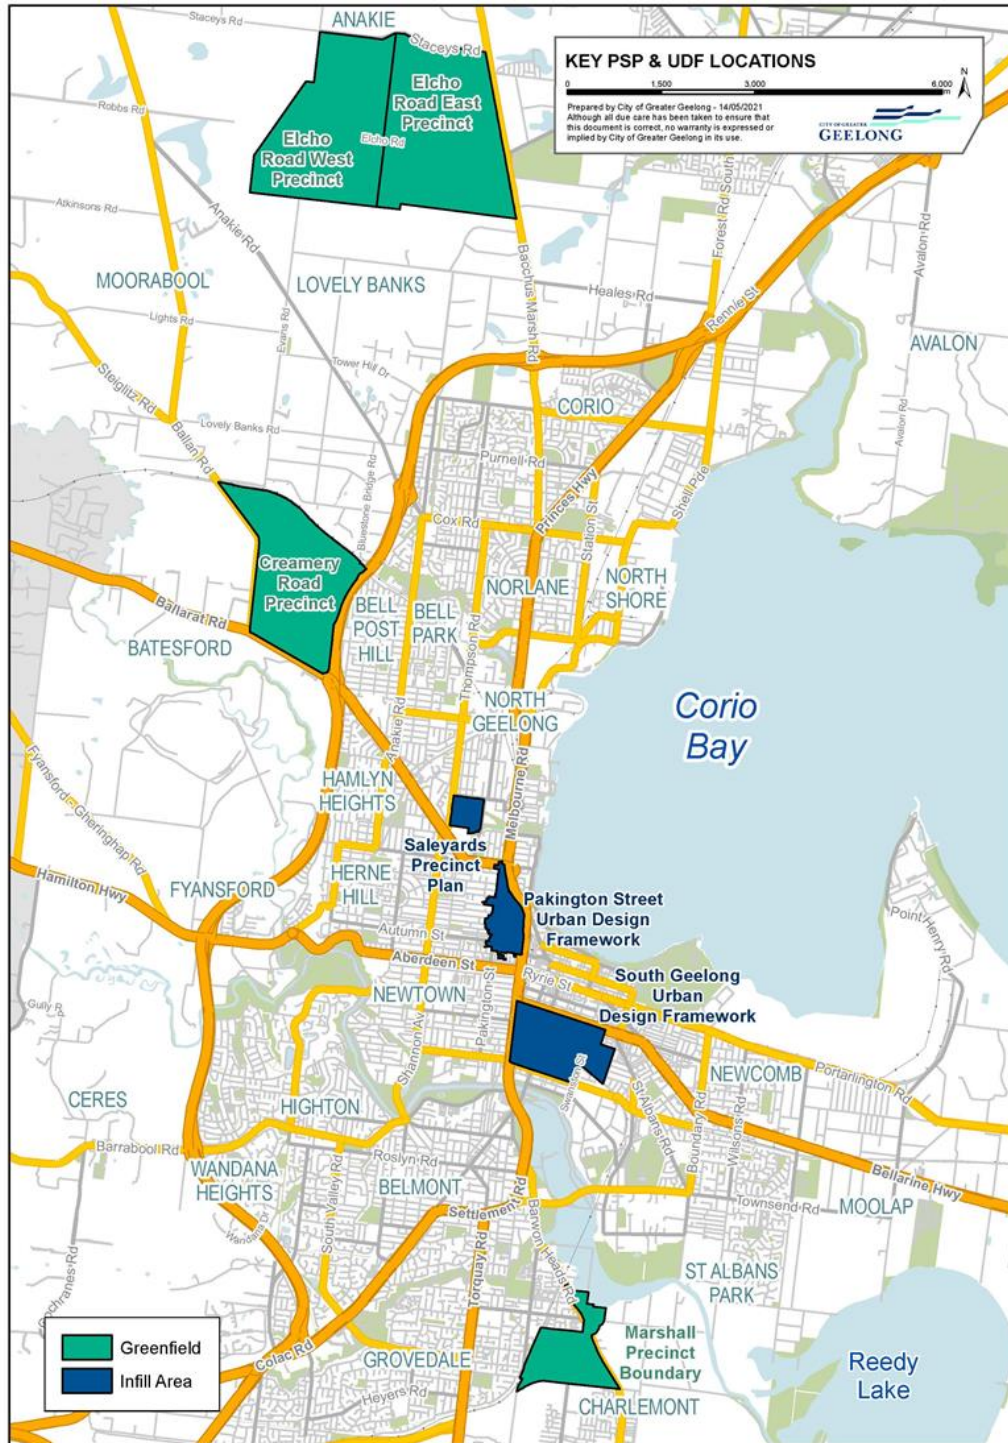 ANAKIE
Staceys Rd
Staceys Rd
KEY PSP & UDF LOCATIONS
0 1,500 3,000 6,000
m
N
Prepared by City of Greater Geelong - 14/05/2021
Although all due care has been taken to ensure that
this document is correct, no warranty is expressed or
implied by City of Greater Geelong in its use.
CITY OF GREATER
GEELONG
Elcho
Road East
Precinct
Elcho Rd
Elcho
Road West
Precinct
Robbs Rd
Atkinsons Rd
Anakie Rd
Forest Rd South
Avalon Rd
MOORABOOL
LOVELY BANKS
Bacchus Marsh Rd
Heales Rd
Rennie St
Lights Rd
Evans Rd
AVALON
Tower Hill Dr
Steiglitz Rd
CORIO
Avalon Rd
Lovely Banks Rd
Ballan Rd
Purnell Rd
Bluestone Bridge Rd
Princes Hwy
Shell Pde
Cox Rd
Station St
Creamery
Road
Precinct
NORLANE
NORTH
SHORE
BELL
POST
HILL
BELL
PARK
Ballarat Rd
BATESFORD
Thompson Rd
NORTH
GEELONG
Corio
Bay
Anakie Rd
Melbourne Rd
Fyansford - Gheringhap Rd
HAMLYN
HEIGHTS
Saleyards
Precinct
Plan
Hamilton Hwy
FYANSFORD
HERNE
HILL
Pakington Street
Urban Design
Framework
Point Henry Rd
Autumn St
Aberdeen St
Ryrie St
South Geelong
Urban
Design Framework
NEWTOWN
Pakington St
Gully R
Shannon Av
Swanston St
St Albans Rd
NEWCOMB
Portarlington Rd
CERES
HIGHTON
Boundary Rd
Wilsons Rd
Barrabool Rd
Roslyn Rd
WANDANA
HEIGHTS
BELMONT
Settlement Rd
Bellarine Hwy
Townsend Rd
MOOLAP
South Valley Rd
Wandana Dr
Barwon Heads Rd
Torquay Rd
Cochranes Rd
ST ALBANS
PARK
Marshall
Precinct
Boundary
Colac Rd
GROVEDALE
Reedy
Lake
Heyers Rd
CHARLEMONT
Greenfield
Infill Area